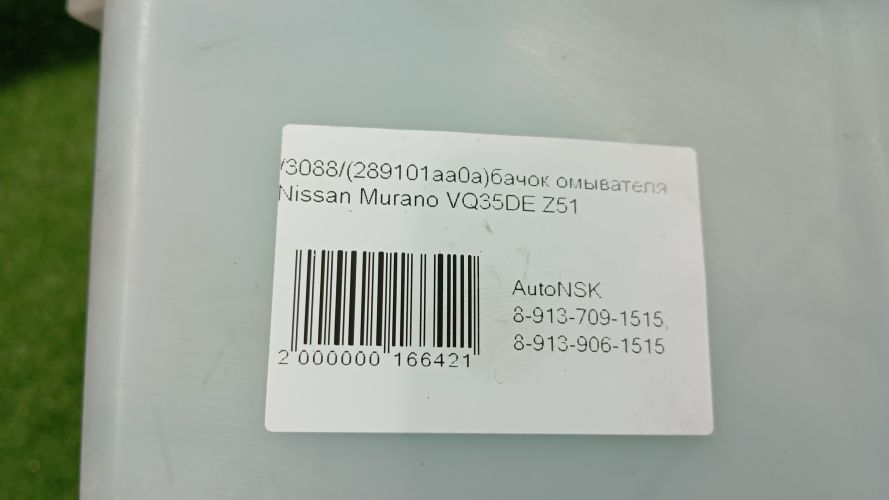 /3088/(289101aa0a)бачок омывателя
Nissan Murano VQ35DE Z51
AutoNSK
8-913-709-1515,
8-913-906-1515
2 000000 166421